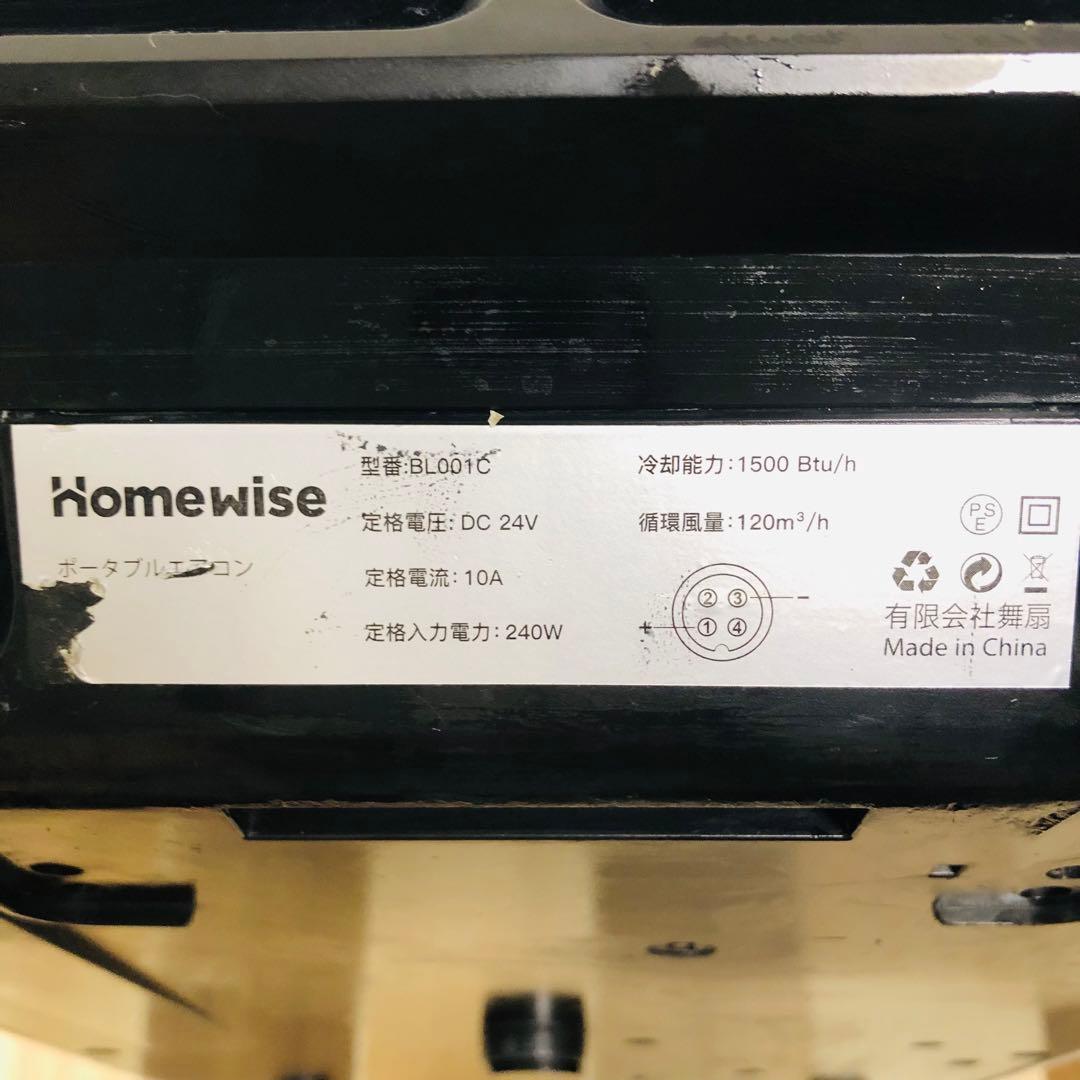 Homewise
ポータブルエアコン
型番:BL001C
定格電圧: DC 24V
定格電流: 10A
定格入力電力: 240W
冷却能力: 1500 Btu/h
循環風量: 120m³/h
② ③ -
+ ① ④
PS
E
有限会社舞扇
Made in China